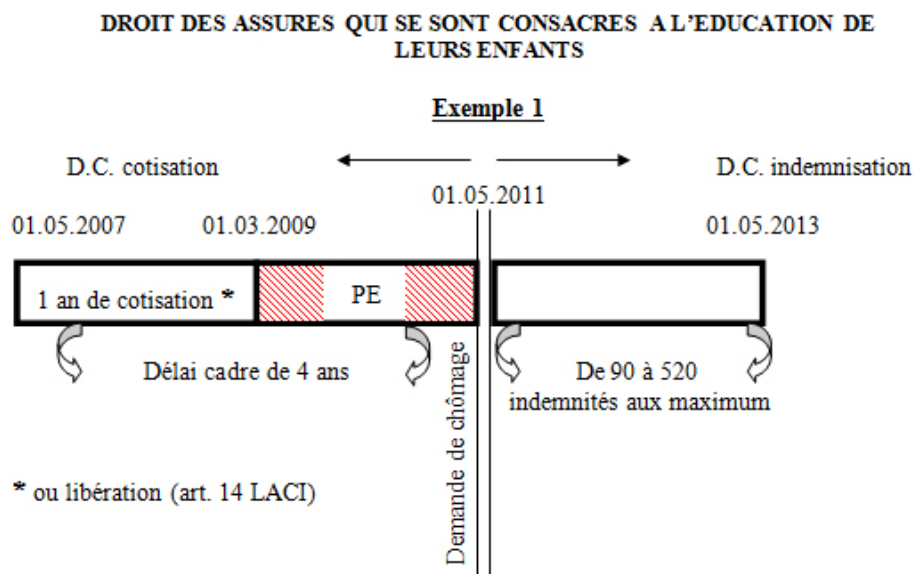 DROIT DES ASSURES QUI SE SONT CONSACRES A L'EDUCATION DE
LEURS ENFANTS
Exemple 1
D.C. cotisation
D.C. indemnisation
01.05.2011
01.05.2007
01.03.2009
01.05.2013
1 an de cotisation *
PE
Délai cadre de 4 ans
De 90 à 520
indemnités aux maximum
Demande de chômage
* ou libération (art. 14 LACI)